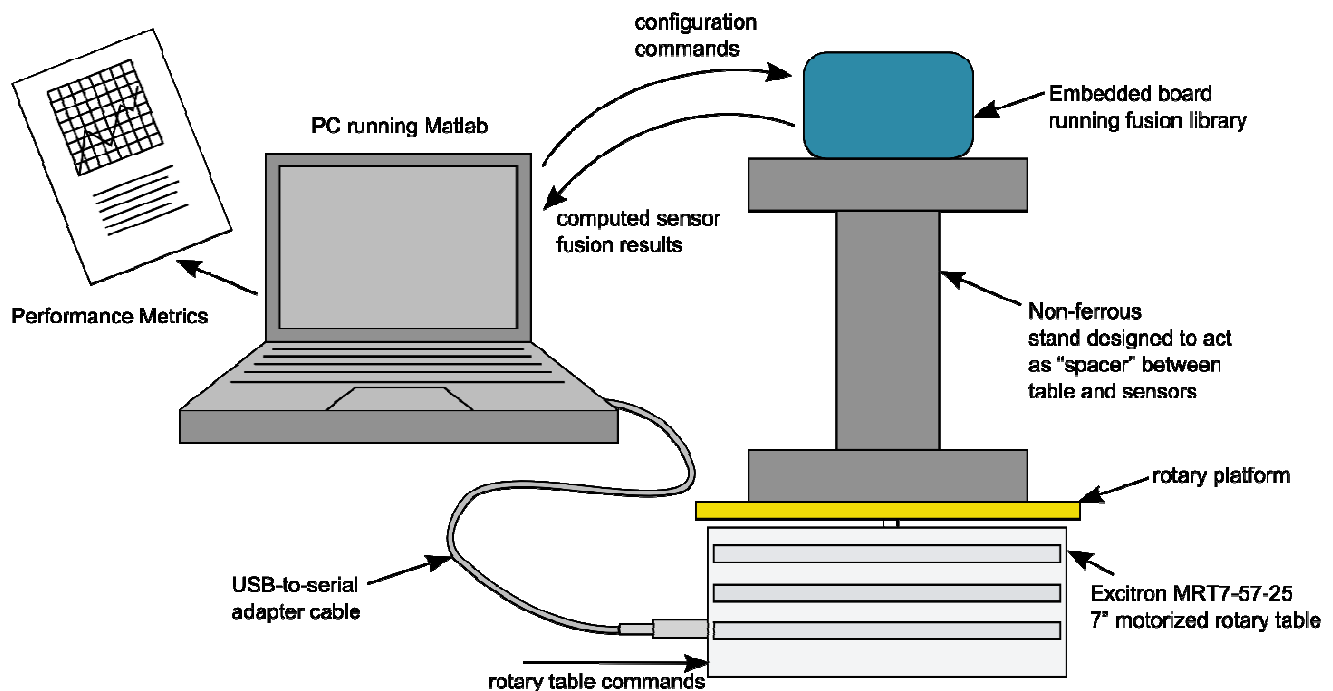 configuration
commands
PC running Matlab
Embedded board
running fusion library
computed sensor
fusion results
Performance Metrics
Non-ferrous
stand designed to act
as “spacer” between
table and sensors
rotary platform
USB-to-serial
adapter cable
Excitron MRT7-57-25
7” motorized rotary table
rotary table commands